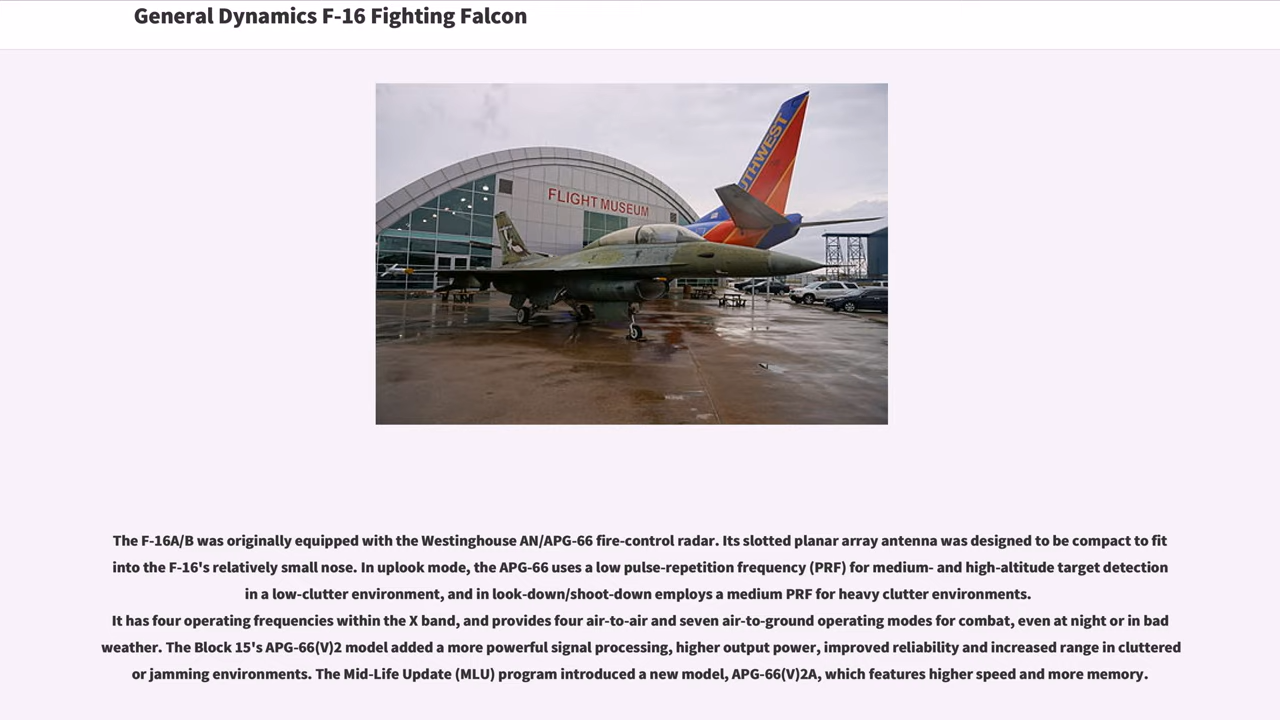 General Dynamics F-16 Fighting Falcon
UTHWEST
FLIGHT MUSEUM
The F-16A/B was originally equipped with the Westinghouse AN/APG-66 fire-control radar. Its slotted planar array antenna was designed to be compact to fit
into the F-16's relatively small nose. In uplook mode, the APG-66 uses a low pulse-repetition frequency (PRF) for medium- and high-altitude target detection
in a low-clutter environment, and in look-down/shoot-down employs a medium PRF for heavy clutter environments.
It has four operating frequencies within the X band, and provides four air-to-air and seven air-to-ground operating modes for combat, even at night or in bad
weather. The Block 15's APG-66(V)2 model added a more powerful signal processing, higher output power, improved reliability and increased range in cluttered
or jamming environments. The Mid-Life Update (MLU) program introduced a new model, APG-66(V)2A, which features higher speed and more memory.